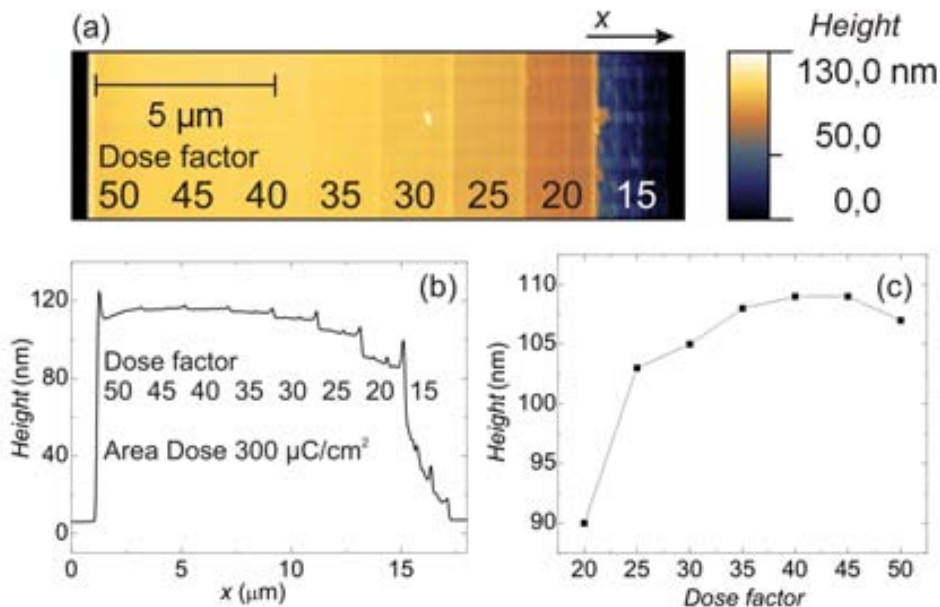 (a)
x
Height
5 μm
Dose factor
50 45 40 35 30 25 20 15
130,0 nm
50,0
0,0
(b)
Height (nm)
120
80
40
0
Dose factor
50 45 40 35 30 25 20 15
Area Dose 300 μC/cm²
0 5 10 15
x (μm)
(c)
Height (nm)
110
105
100
95
90
20 25 30 35 40 45 50
Dose factor